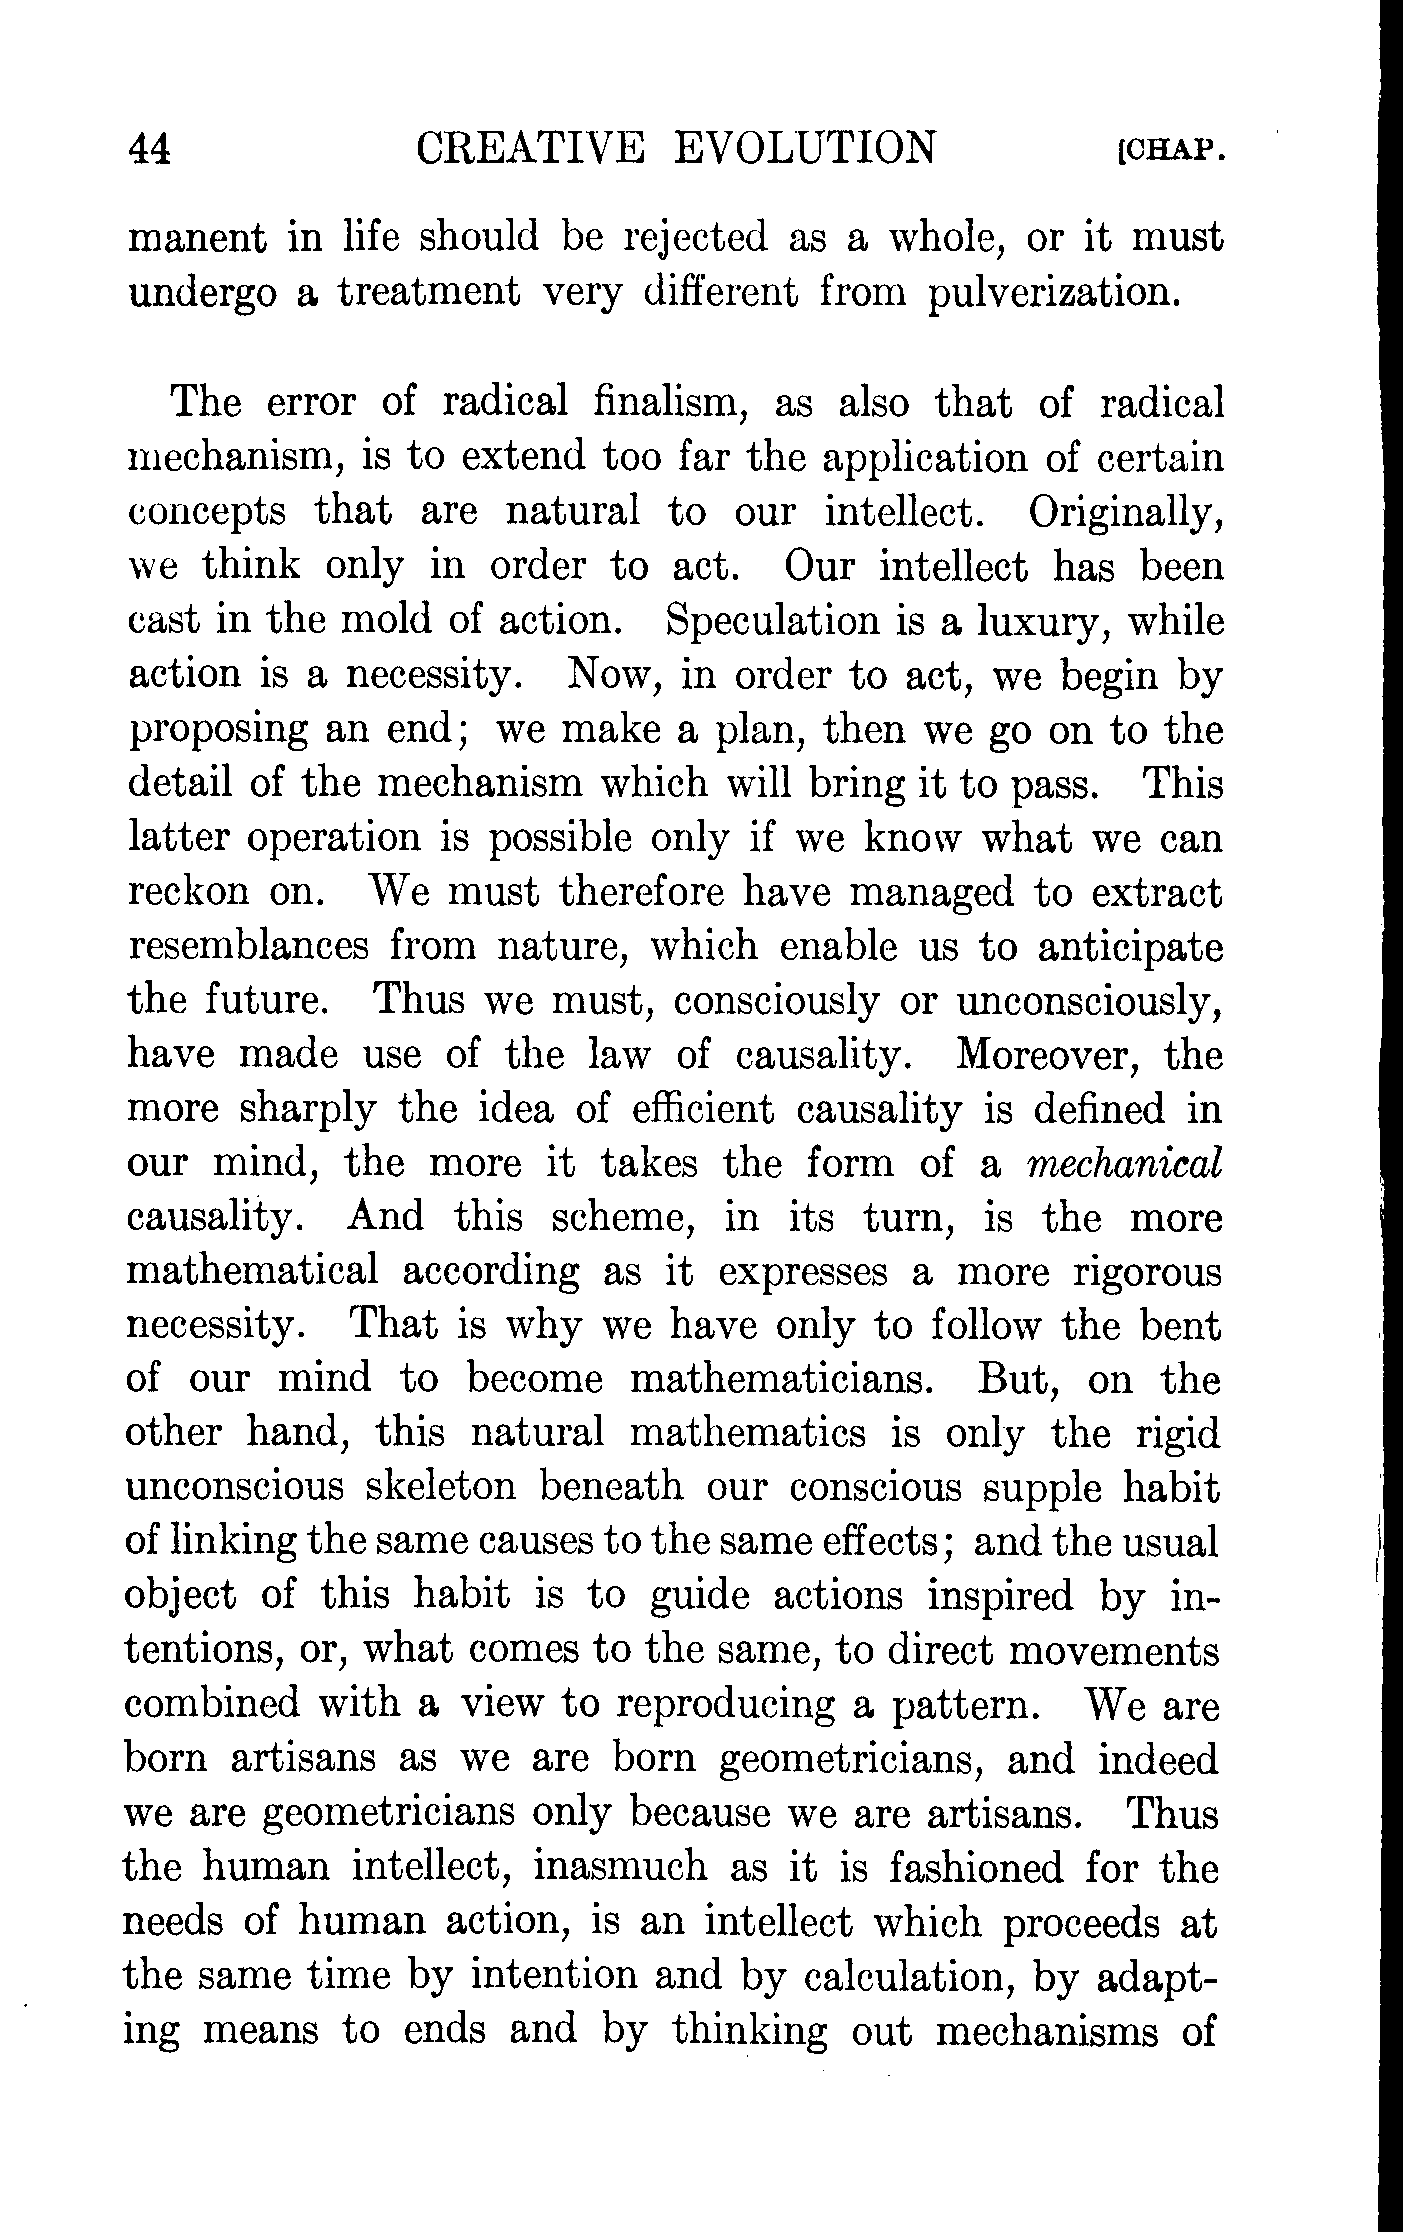 44 CREATIVE EVOLUTION [CHAP.
manent in life should be rejected as a whole, or it must
undergo a treatment very different from pulverization.
The error of radical finalism, as also that of radical
mechanism, is to extend too far the application of certain
concepts that are natural to our intellect. Originally,
we think only in order to act. Our intellect has been
cast in the mold of action. Speculation is a luxury, while
action is a necessity. Now, in order to act, we begin by
proposing an end; we make a plan, then we go on to the
detail of the mechanism which will bring it to pass. This
latter operation is possible only if we know what we can
reckon on. We must therefore have managed to extract
resemblances from nature, which enable us to anticipate
the future. Thus we must, consciously or unconsciously,
have made use of the law of causality. Moreover, the
more sharply the idea of efficient causality is defined in
our mind, the more it takes the form of a mechanical
causality. And this scheme, in its turn, is the more
mathematical according as it expresses a more rigorous
necessity. That is why we have only to follow the bent
of our mind to become mathematicians. But, on the
other hand, this natural mathematics is only the rigid
unconscious skeleton beneath our conscious supple habit
of linking the same causes to the same effects; and the usual
object of this habit is to guide actions inspired by in-
tentions, or, what comes to the same, to direct movements
combined with a view to reproducing a pattern. We are
born artisans as we are born geometricians, and indeed
we are geometricians only because we are artisans. Thus
the human intellect, inasmuch as it is fashioned for the
needs of human action, is an intellect which proceeds at
the same time by intention and by calculation, by adapt-
ing means to ends and by thinking out mechanisms of